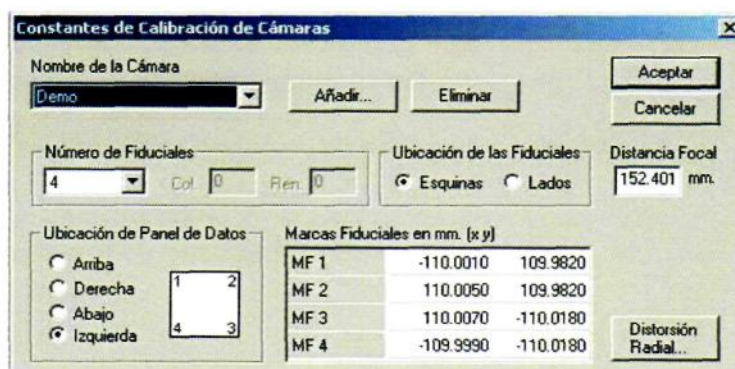 Constantes de Calibración de Cámaras
Nombre de la Cámara
Demo
Añadir...
Eliminar
Aceptar
Cancelar
Número de Fiduciales
4
Col.
0
Ren.
0
Ubicación de las Fiduciales
Esquinas
Lados
Distancia Focal
152.401 mm.
Ubicación de Panel de Datos
Arriba
Derecha
Abajo
Izquierda
1 2
4 3
Marcas Fiduciales en mm. (x y)
MF 1 -110.0010 109.9820
MF 2 110.0050 109.9820
MF 3 110.0070 -110.0180
MF 4 -109.9990 -110.0180
Distorsión
Radial...